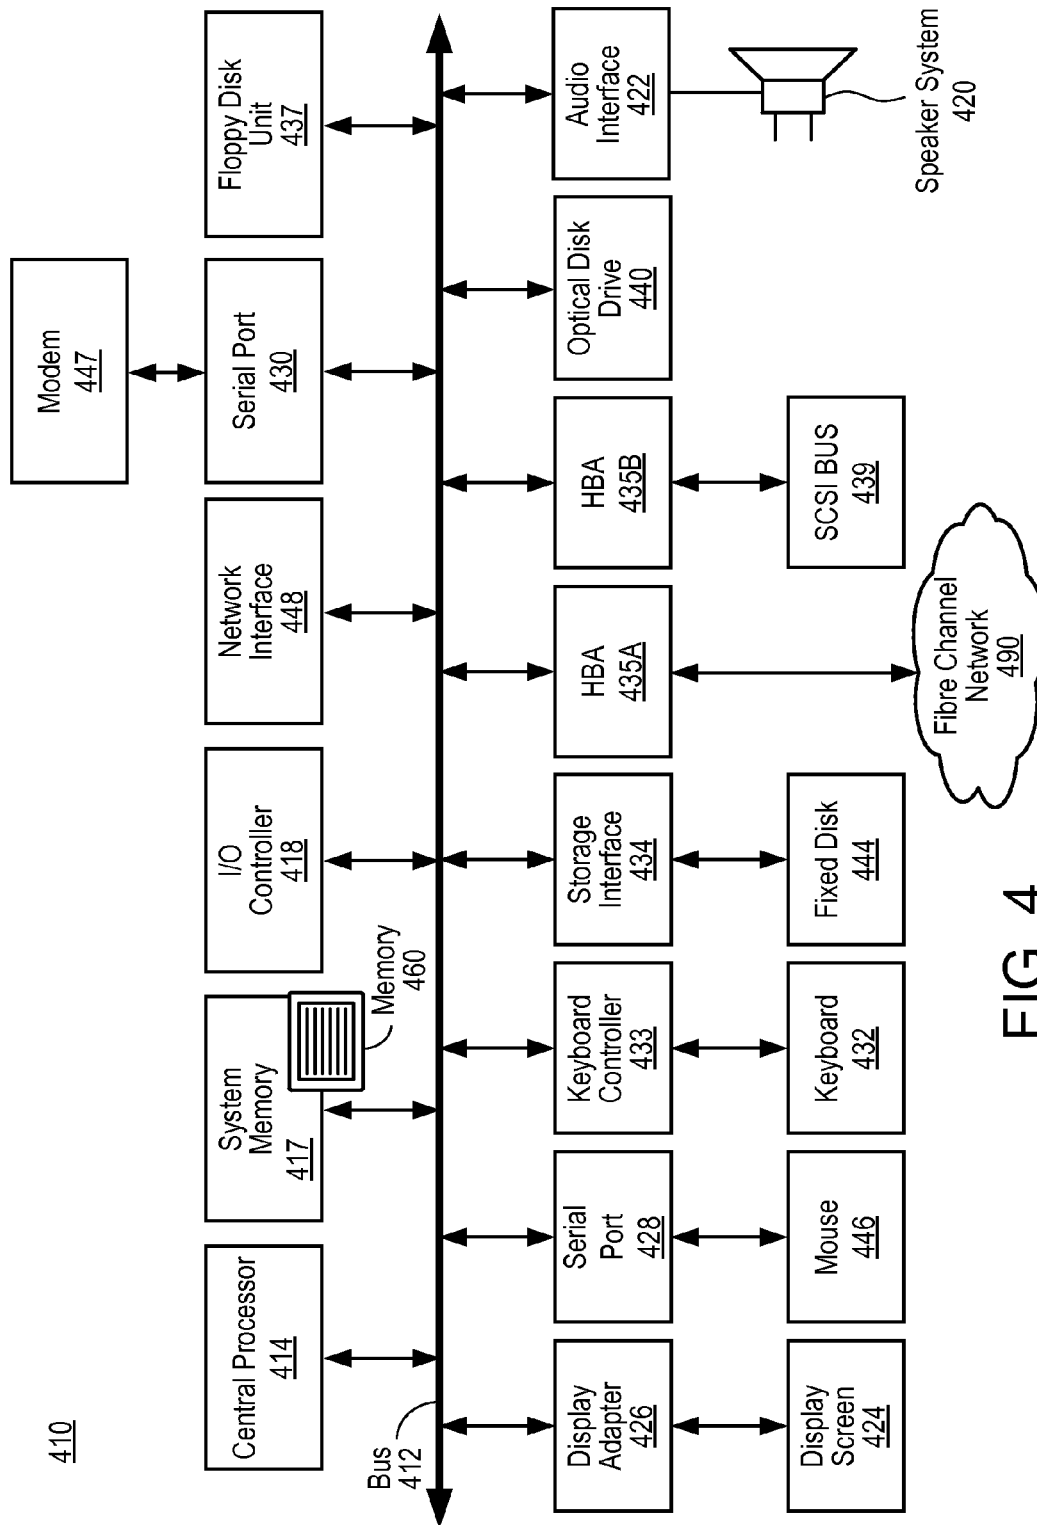 410
Modem
447
Central Processor
414
System
Memory
417
Memory
460
I/O
Controller
418
Network
Interface
448
Serial Port
430
Floppy Disk
Unit
437
Bus
412
Display
Adapter
426
Serial
Port
428
Keyboard
Controller
433
Storage
Interface
434
HBA
435A
HBA
435B
Optical Disk
Drive
440
Audio
Interface
422
Display
Screen
424
Mouse
446
Keyboard
432
Fixed Disk
444
Fibre Channel
Network
490
SCSI BUS
439
Speaker System
420
FIG. 4